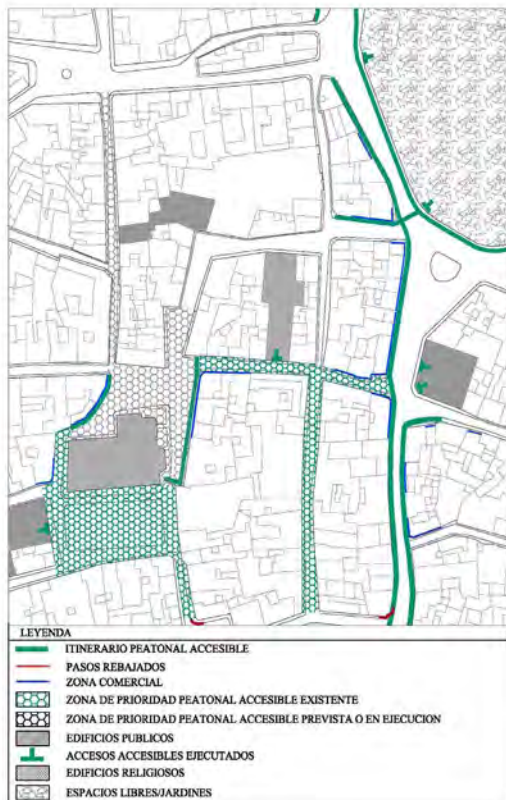 LEYENDA
ITINERARIO PEATONAL ACCESIBLE
PASOS REBAJADOS
ZONA COMERCIAL
ZONA DE PRIORIDAD PEATONAL ACCESIBLE EXISTENTE
ZONA DE PRIORIDAD PEATONAL ACCESIBLE PREVISTA O EN EJECUCION
EDIFICIOS PUBLICOS
ACCESOS ACCESIBLES EJECUTADOS
EDIFICIOS RELIGIOSOS
ESPACIOS LIBRES/JARDINES